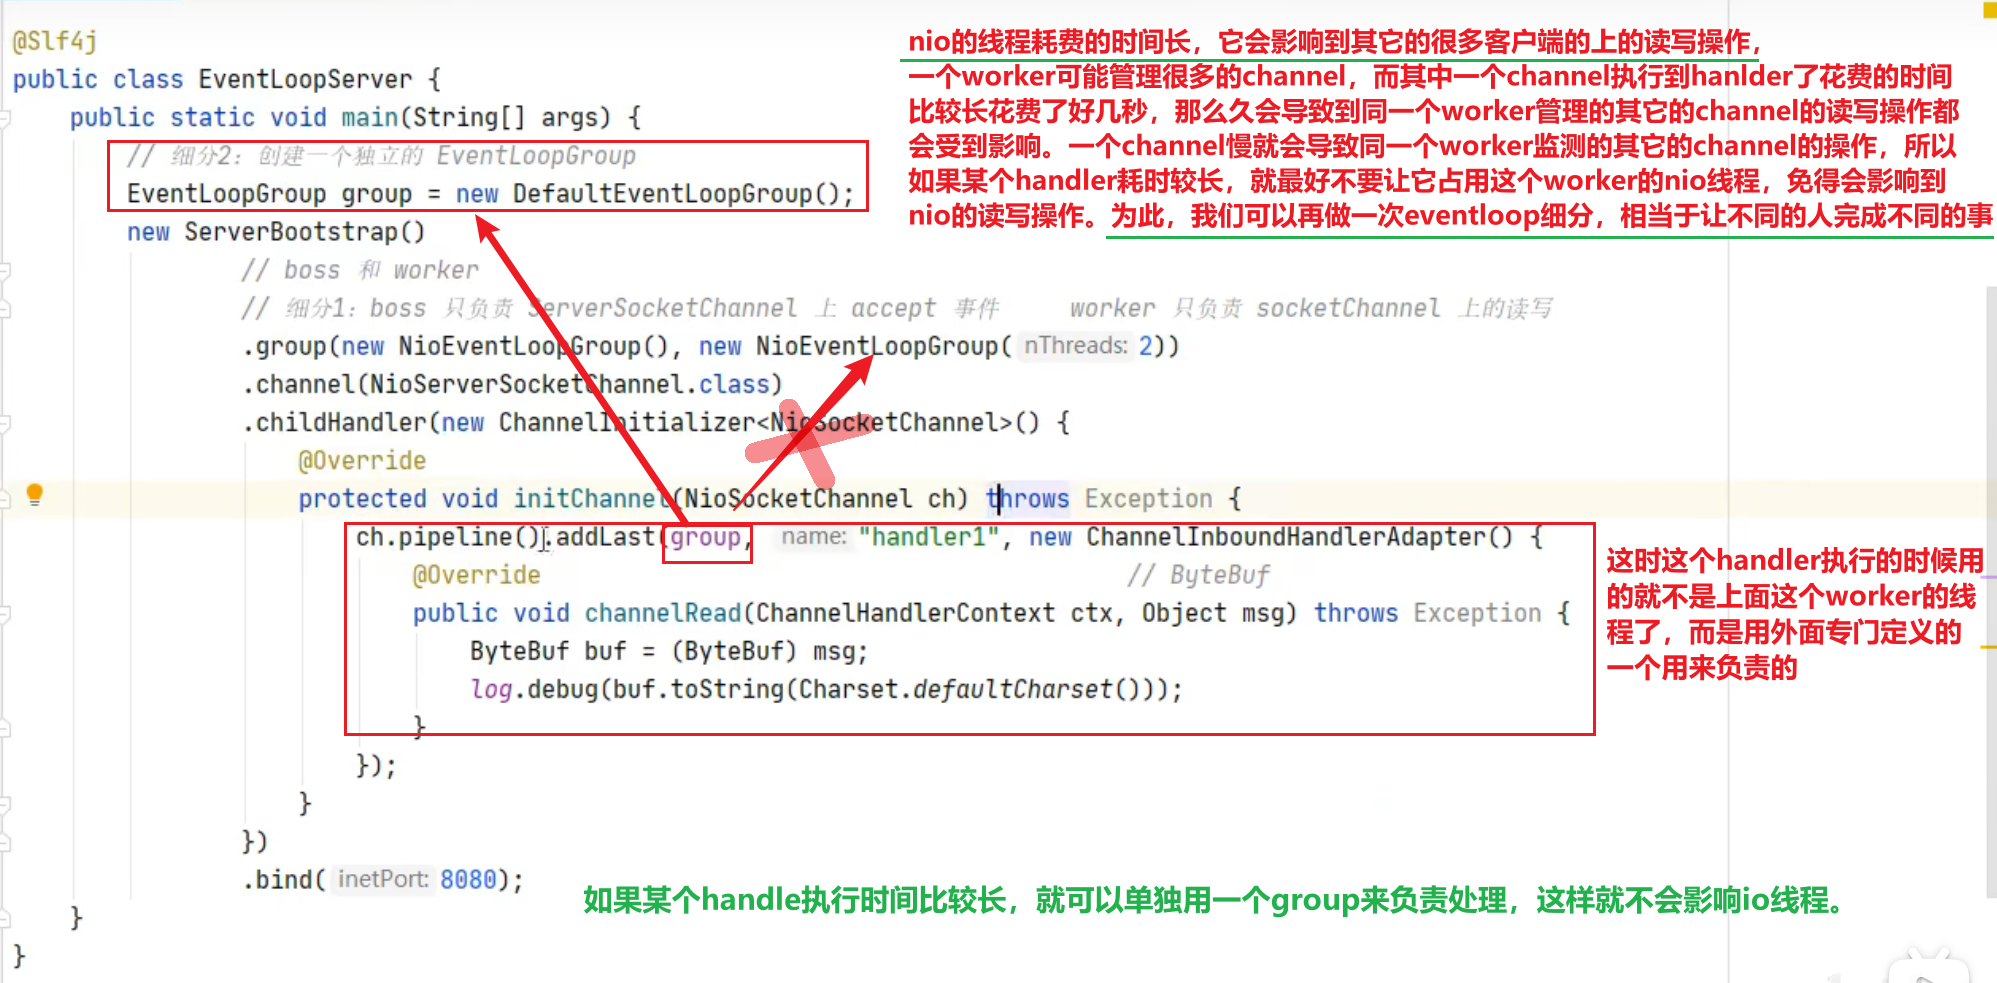 @Slf4j
public class EventLoopServer {
public static void main(String[] args) {
// 细分2：创建一个独立的 EventLoopGroup
EventLoopGroup group = new DefaultEventLoopGroup();
new ServerBootstrap()
// boss 和 worker
// 细分1：boss 只负责 ServerSocketChannel 上 accept 事件 worker 只负责 socketChannel 上的读写
.group(new NioEventLoopGroup(), new NioEventLoopGroup( nThreads: 2))
.channel(NioServerSocketChannel.class)
.childHandler(new ChannelInitializer<NioSocketChannel>() {
@Override
protected void initChannel(NioSocketChannel ch) throws Exception {
ch.pipeline().addLast(group, name: "handler1", new ChannelInboundHandlerAdapter() {
@Override // ByteBuf
public void channelRead(ChannelHandlerContext ctx, Object msg) throws Exception {
ByteBuf buf = (ByteBuf) msg;
log.debug(buf.toString(Charset.defaultCharset()));
}
});
}
})
.bind( inetPort: 8080);
}
}
nio的线程耗费的时间长，它会影响到其它的很多客户端的上的读写操作，
一个worker可能管理很多的channel，而其中一个channel执行到hanlder了花费的时间
比较长花费了好几秒，那么久会导致到同一个worker管理的其它的channel的读写操作都
会受到影响。一个channel慢就会导致同一个worker监测的其它的channel的操作，所以
如果某个handler耗时较长，就最好不要让它占用这个worker的nio线程，免得会影响到
nio的读写操作。为此，我们可以再做一次eventloop细分，相当于让不同的人完成不同的事
这时这个handler执行的时候用
的就不是上面这个worker的线
程了，而是用外面专门定义的
一个用来负责的
如果某个handle执行时间比较长，就可以单独用一个group来负责处理，这样就不会影响io线程。